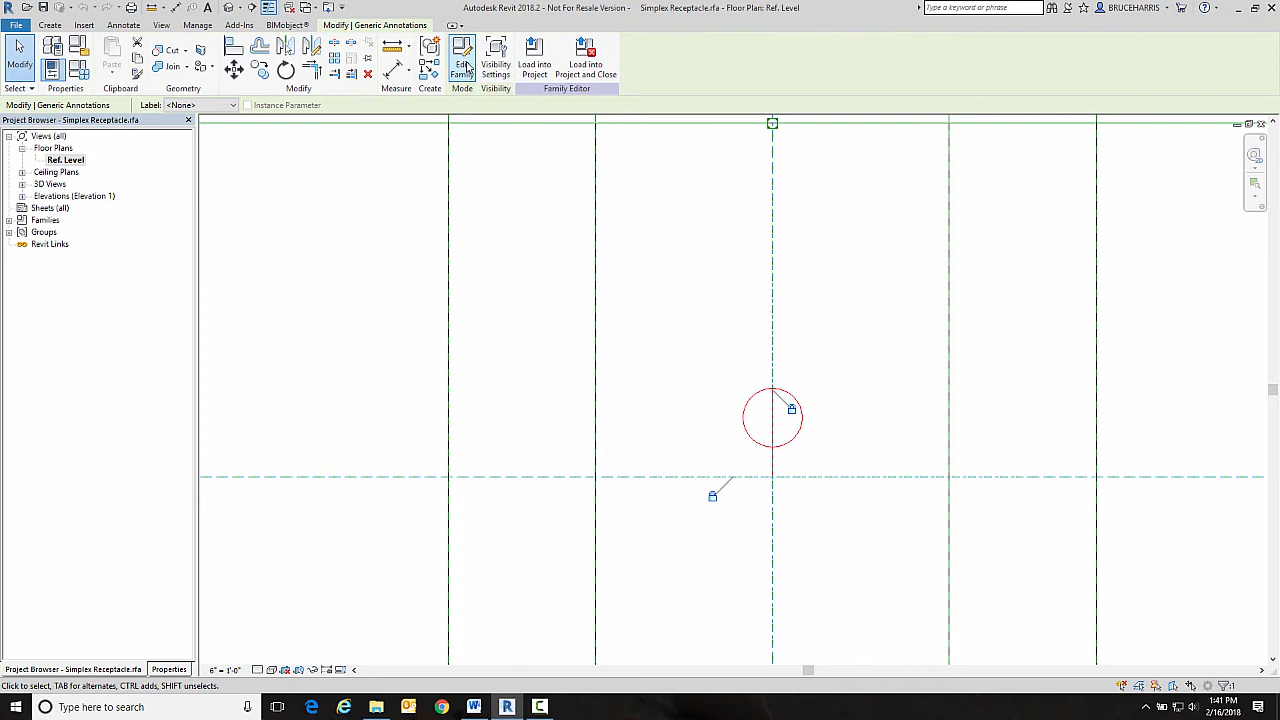 Autodesk Revit 2018.2 - Not For Resale Version -    Simplex Receptacle.rfa - Floor Plan: Ref. Level
Type a keyword or phrase
BRUCEHARRIS
File Create Insert Annotate View Manage Add-Ins BIMobject® Modify | Generic Annotations
Modify
Paste
Cut
Join
Edit Family
Visibility Settings
Load into Project
Load into Project and Close
Select Properties Clipboard Geometry Modify Measure Create Mode Visibility Family Editor
Modify | Generic Annotations Label: <None> Instance Parameter
Project Browser - Simplex Receptacle.rfa
Views (all)
Floor Plans
Ref. Level
Ceiling Plans
3D Views
Elevations (Elevation 1)
Sheets (all)
Families
Groups
Revit Links
Project Browser - Simplex Receptacle.rfa Properties
6" = 1'-0"
Click to select, TAB for alternates, CTRL adds, SHIFT unselects.
:1
Type here to search
1:41 PM
2/16/2018